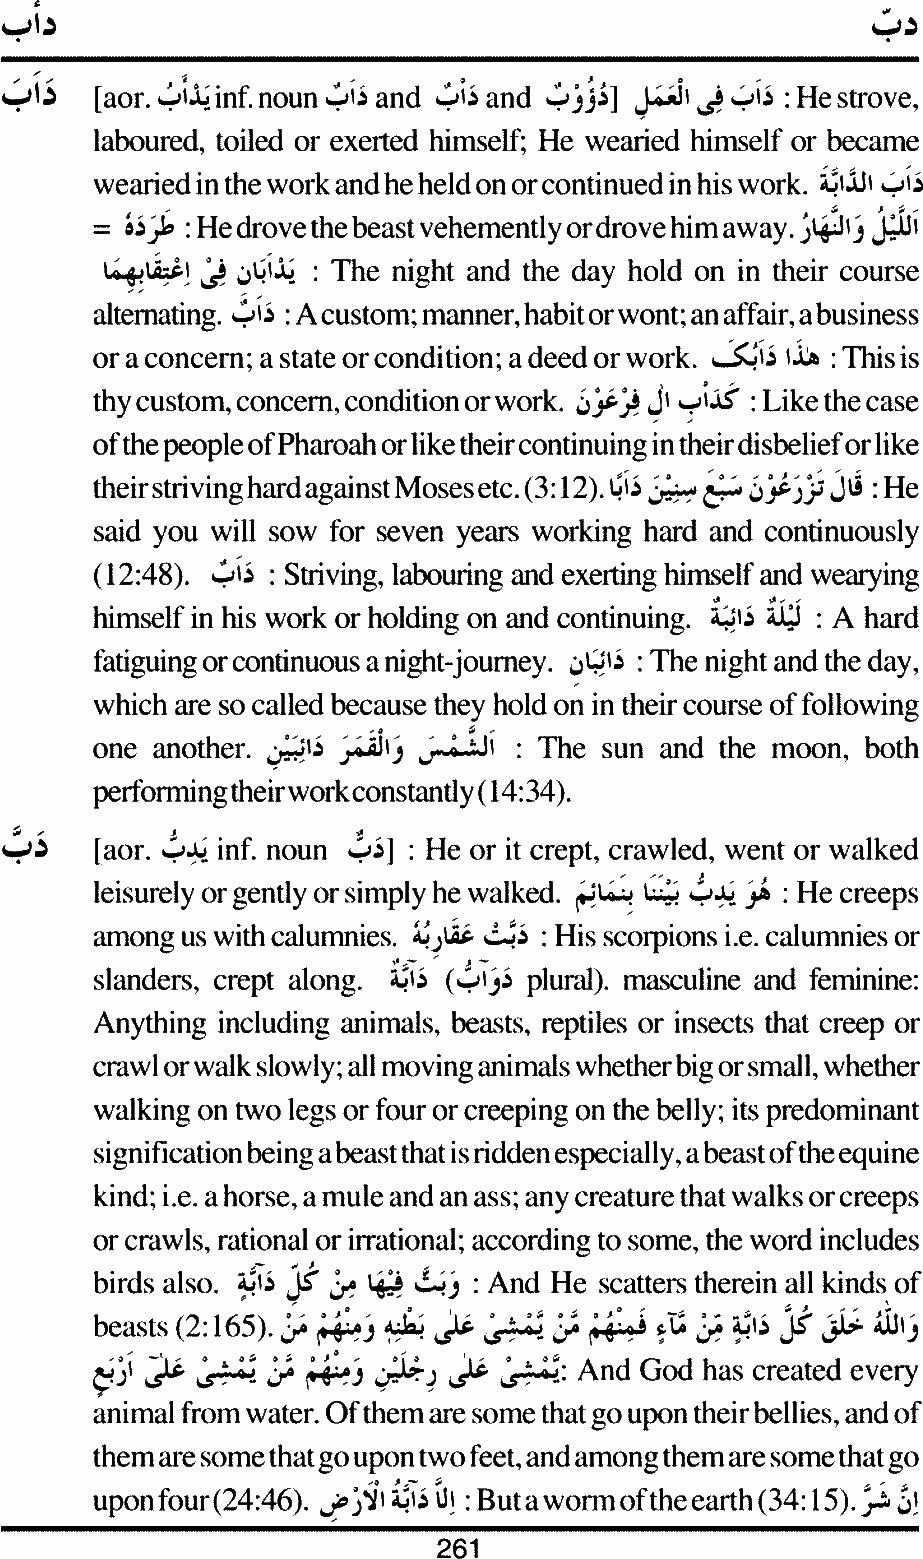 دأب دبّ
دَأَبَ [aor. يَدْأَبُ inf. noun دَأَبٌ and دَأْبٌ and دُؤُوْبٌ] دَأَبَ فِی الْعَمَلِ : He strove,
laboured, toiled or exerted himself; He wearied himself or became
wearied in the work and he held on or continued in his work. دَأَبَ الدَّابَّةَ
= طَرَدَهٗ : He drove the beast vehemently or drove him away. اَللَّيْلُ وَالنَّهَارُ
يَدْأَبَانِ فِیْ اِعْتِقَابِهِمَا : The night and the day hold on in their course
alternating. دَأْبٌ : A custom; manner, habit or wont; an affair, a business
or a concern; a state or condition; a deed or work. هٰذَا دَأْبُکَ : This is
thy custom, concern, condition or work. كَدَأْبِ اٰلِ فِرْعَوْنَ : Like the case
of the people of Pharoah or like their continuing in their disbelief or like
their striving hard against Moses etc. (3:12). قَالَ تَزْرَعُوْنَ سَبْعَ سِنِيْنَ دَأَبًا : He
said you will sow for seven years working hard and continuously
(12:48). دَأَبٌ : Striving, labouring and exerting himself and wearying
himself in his work or holding on and continuing. لَيْلَةٌ دَائِبَةٌ : A hard
fatiguing or continuous a night-journey. دَائِبَانِ : The night and the day,
which are so called because they hold on in their course of following
one another. اَلشَّمْسَ وَالْقَمَرَ دَائِبَيْنِ : The sun and the moon, both
performing their work constantly (14:34).
دَبَّ [aor. يَدِبُّ inf. noun دَبٌّ] : He or it crept, crawled, went or walked
leisurely or gently or simply he walked. هُوَ يَدِبُّ بَيْنَنَا بِنَمَائِمَ : He creeps
among us with calumnies. دَبَّتْ عَقَارِبُهٗ : His scorpions i.e. calumnies or
slanders, crept along. دَآبَّةٌ (دَوَآبُّ plural). masculine and feminine:
Anything including animals, beasts, reptiles or insects that creep or
crawl or walk slowly; all moving animals whether big or small, whether
walking on two legs or four or creeping on the belly; its predominant
signification being a beast that is ridden especially, a beast of the equine
kind; i.e. a horse, a mule and an ass; any creature that walks or creeps
or crawls, rational or irrational; according to some, the word includes
birds also. وَبَثَّ فِيْهَا مِنْ كُلِّ دَآبَّةٍ : And He scatters therein all kinds of
beasts (2:165). وَاللّٰهُ خَلَقَ كُلَّ دَابَّةٍ مِّنْ مَّآءٍ فَمِنْهُمْ مَّنْ يَّمْشِیْ عَلٰی بَطْنِهٖ وَمِنْهُمْ مَنْ
يَّمْشِیْ عَلٰی رِجْلَيْنِ وَمِنْهُمْ مَّنْ يَّمْشِیْ عَلٰٓی اَرْبَعٍ: And God has created every
animal from water. Of them are some that go upon their bellies, and of
them are some that go upon two feet, and among them are some that go
upon four (24:46). اِلَّا دَآبَّةُ الْاَرْضِ : But a worm of the earth (34:15). اِنَّ شَرَّ
261